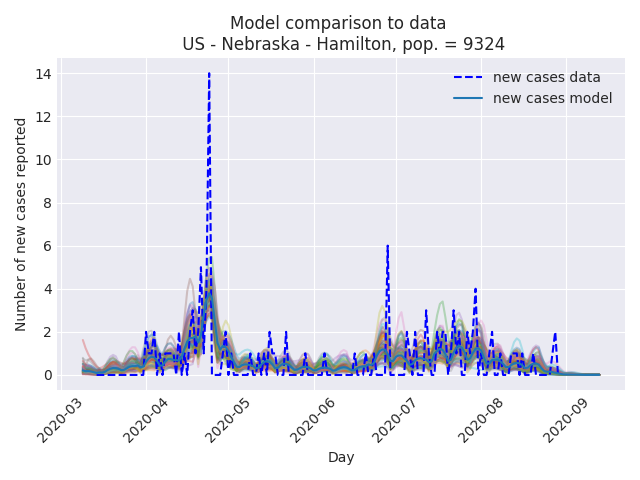 Model comparison to data
US - Nebraska - Hamilton, pop. = 9324
new cases data
new cases model
Number of new cases reported
14
12
10
8
6
4
2
0
2020-03
2020-04
2020-05
2020-06
2020-07
2020-08
2020-09
Day